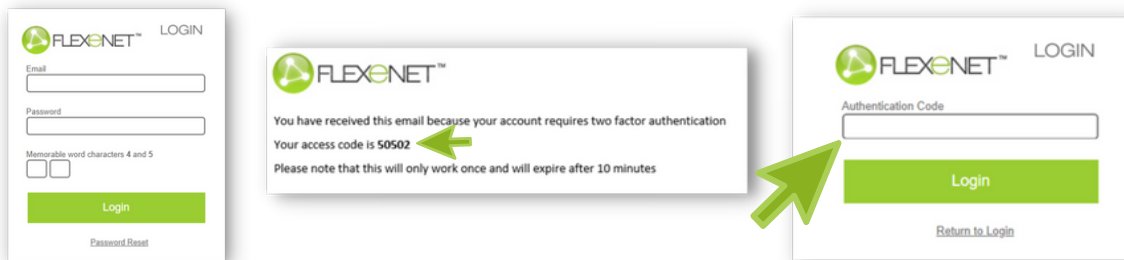 FLEXENET™ LOGIN
Email
Password
Memorable word characters 4 and 5
Login
Password Reset
FLEXENET™
You have received this email because your account requires two factor authentication
Your access code is 50502
Please note that this will only work once and will expire after 10 minutes
FLEXENET™ LOGIN
Authentication Code
Login
Return to Login